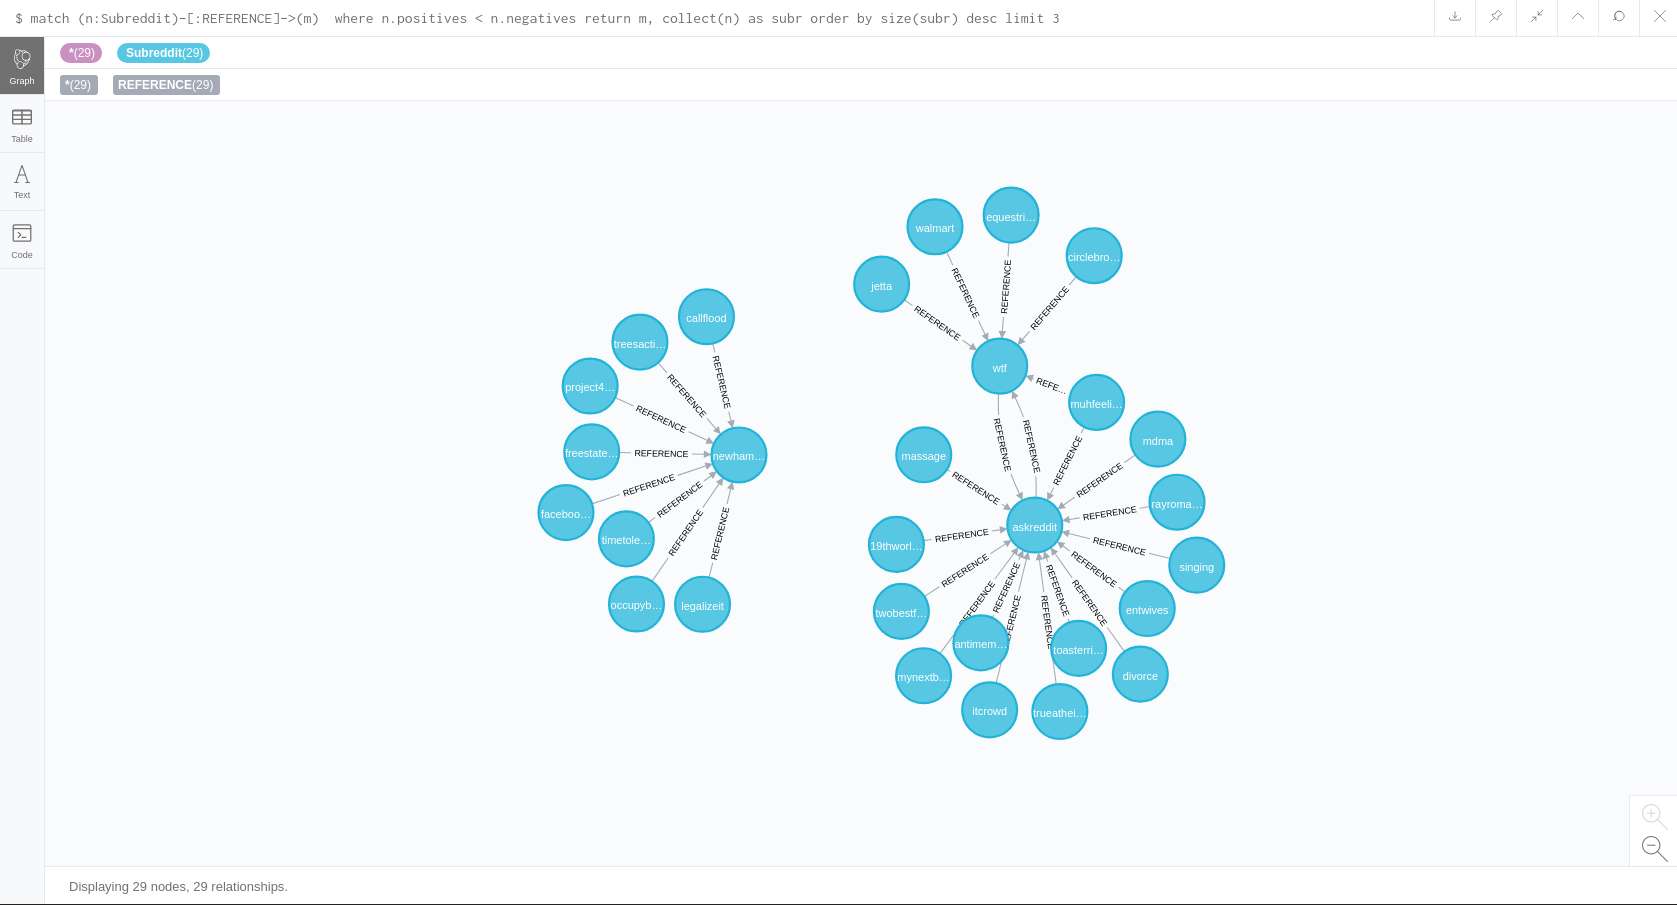 $ match (n:Subreddit)-[:REFERENCE]->(m)  where n.positives < n.negatives return m, collect(n) as subr order by size(subr) desc limit 3
*(29) Subreddit(29)
*(29) REFERENCE(29)
Graph
Table
Text
Code
equestri...
walmart
circlebro...
jetta
REFERENCE
REFERENCE
REFERENCE
REFERENCE
wtf
REFE...
muhfeeli...
callflood
treesacti...
project4...
freestate...
faceboo...
timetole...
occupyb...
legalizeit
newham...
REFERENCE
REFERENCE
REFERENCE
REFERENCE
REFERENCE
REFERENCE
REFERENCE
REFERENCE
REFERENCE
REFERENCE
REFERENCE
mdma
massage
REFERENCE
REFERENCE
rayroma...
REFERENCE
askreddit
19thworl...
REFERENCE
REFERENCE
singing
REFERENCE
REFERENCE
twobestf...
entwives
EFERENCE
REFERENCE
FERENCE
REFERENCE
REFERENCE
REFERENCE
antimem...
toasterri...
mynextb...
divorce
itcrowd
trueathei...
Displaying 29 nodes, 29 relationships.